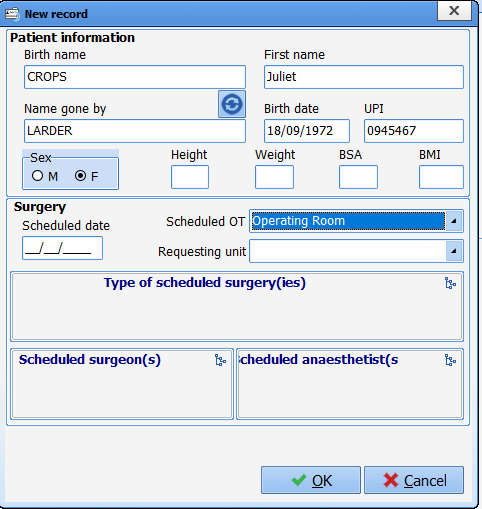 New record
Patient information
Birth name First name
CROPS Juliet
Name gone by Birth date UPI
LARDER 18/09/1972 0945467
Sex Height Weight BSA BMI
M F
Surgery
Scheduled date Scheduled OT Operating Room
__/__/____ Requesting unit
Type of scheduled surgery(ies)
Scheduled surgeon(s) cheduled anaesthetist(s
OK Cancel